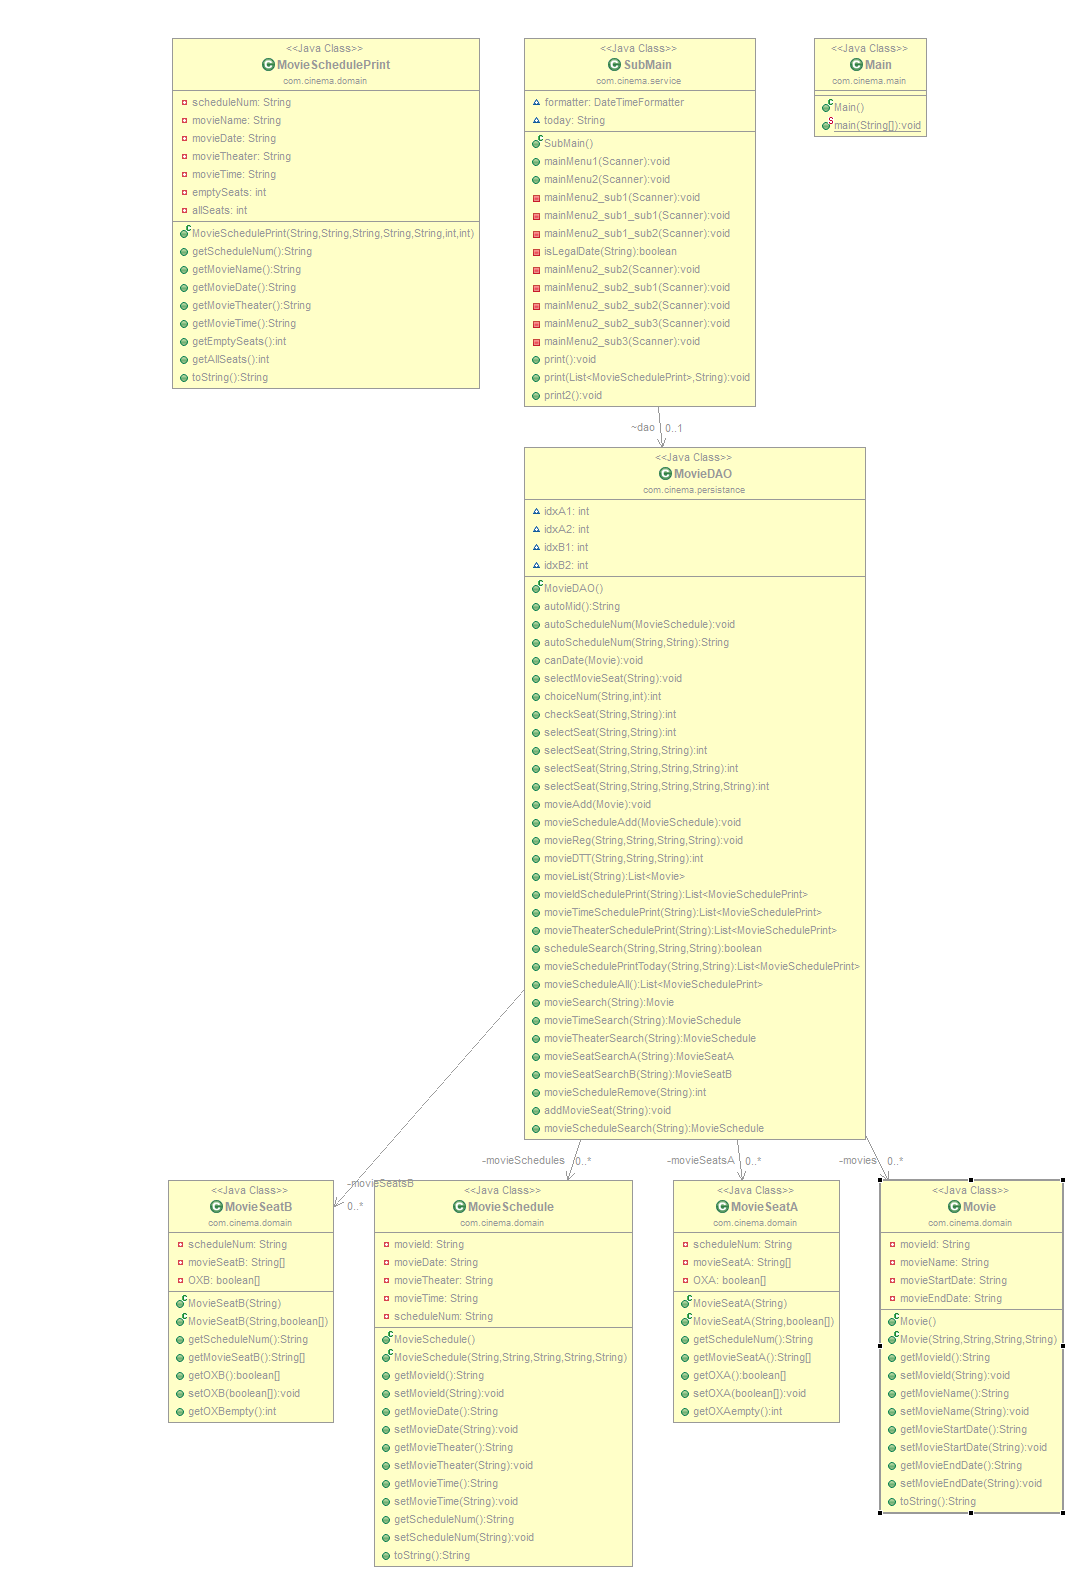 <<Java Class>>
MovieSchedulePrint
com.cinema.domain
scheduleNum: String
movieName: String
movieDate: String
movieTheater: String
movieTime: String
emptySeats: int
allSeats: int
MovieSchedulePrint(String,String,String,String,String,int,int)
getScheduleNum():String
getMovieName():String
getMovieDate():String
getMovieTheater():String
getMovieTime():String
getEmptySeats():int
getAllSeats():int
toString():String
<<Java Class>>
SubMain
com.cinema.service
formatter: DateTimeFormatter
today: String
SubMain()
mainMenu1(Scanner):void
mainMenu2(Scanner):void
mainMenu2_sub1(Scanner):void
mainMenu2_sub1_sub1(Scanner):void
mainMenu2_sub1_sub2(Scanner):void
isLegalDate(String):boolean
mainMenu2_sub2(Scanner):void
mainMenu2_sub2_sub1(Scanner):void
mainMenu2_sub2_sub2(Scanner):void
mainMenu2_sub2_sub3(Scanner):void
mainMenu2_sub3(Scanner):void
print():void
print(List<MovieSchedulePrint>,String):void
print2():void
<<Java Class>>
Main
com.cinema.main
Main()
main(String[]):void
~dao 0..1
<<Java Class>>
MovieDAO
com.cinema.persistance
idxA1: int
idxA2: int
idxB1: int
idxB2: int
MovieDAO()
autoMid():String
autoScheduleNum(MovieSchedule):void
autoScheduleNum(String,String):String
canDate(Movie):void
selectMovieSeat(String):void
choiceNum(String,int):int
checkSeat(String,String):int
selectSeat(String,String):int
selectSeat(String,String,String):int
selectSeat(String,String,String,String):int
selectSeat(String,String,String,String,String):int
movieAdd(Movie):void
movieScheduleAdd(MovieSchedule):void
movieReg(String,String,String,String):void
movieDTT(String,String,String):int
movieList(String):List<Movie>
movieIdSchedulePrint(String):List<MovieSchedulePrint>
movieTimeSchedulePrint(String):List<MovieSchedulePrint>
movieTheaterSchedulePrint(String):List<MovieSchedulePrint>
scheduleSearch(String,String,String):boolean
movieSchedulePrintToday(String,String):List<MovieSchedulePrint>
movieScheduleAll():List<MovieSchedulePrint>
movieSearch(String):Movie
movieTimeSearch(String):MovieSchedule
movieTheaterSearch(String):MovieSchedule
movieSeatSearchA(String):MovieSeatA
movieSeatSearchB(String):MovieSeatB
movieScheduleRemove(String):int
addMovieSeat(String):void
movieScheduleSearch(String):MovieSchedule
-movieSchedules 0..*
-movieSeatsA 0..*
-movies 0..*
-movieSeatsB
0..*
<<Java Class>>
MovieSeatB
com.cinema.domain
scheduleNum: String
movieSeatB: String[]
OXB: boolean[]
MovieSeatB(String)
MovieSeatB(String,boolean[])
getScheduleNum():String
getMovieSeatB():String[]
getOXB():boolean[]
setOXB(boolean[]):void
getOXBempty():int
<<Java Class>>
MovieSchedule
com.cinema.domain
movieId: String
movieDate: String
movieTheater: String
movieTime: String
scheduleNum: String
MovieSchedule()
MovieSchedule(String,String,String,String,String)
getMovieId():String
setMovieId(String):void
getMovieDate():String
setMovieDate(String):void
getMovieTheater():String
setMovieTheater(String):void
getMovieTime():String
setMovieTime(String):void
getScheduleNum():String
setScheduleNum(String):void
toString():String
<<Java Class>>
MovieSeatA
com.cinema.domain
scheduleNum: String
movieSeatA: String[]
OXA: boolean[]
MovieSeatA(String)
MovieSeatA(String,boolean[])
getScheduleNum():String
getMovieSeatA():String[]
getOXA():boolean[]
setOXA(boolean[]):void
getOXAempty():int
<<Java Class>>
Movie
com.cinema.domain
movieId: String
movieName: String
movieStartDate: String
movieEndDate: String
Movie()
Movie(String,String,String,String)
getMovieId():String
setMovieId(String):void
getMovieName():String
setMovieName(String):void
getMovieStartDate():String
setMovieStartDate(String):void
getMovieEndDate():String
setMovieEndDate(String):void
toString():String